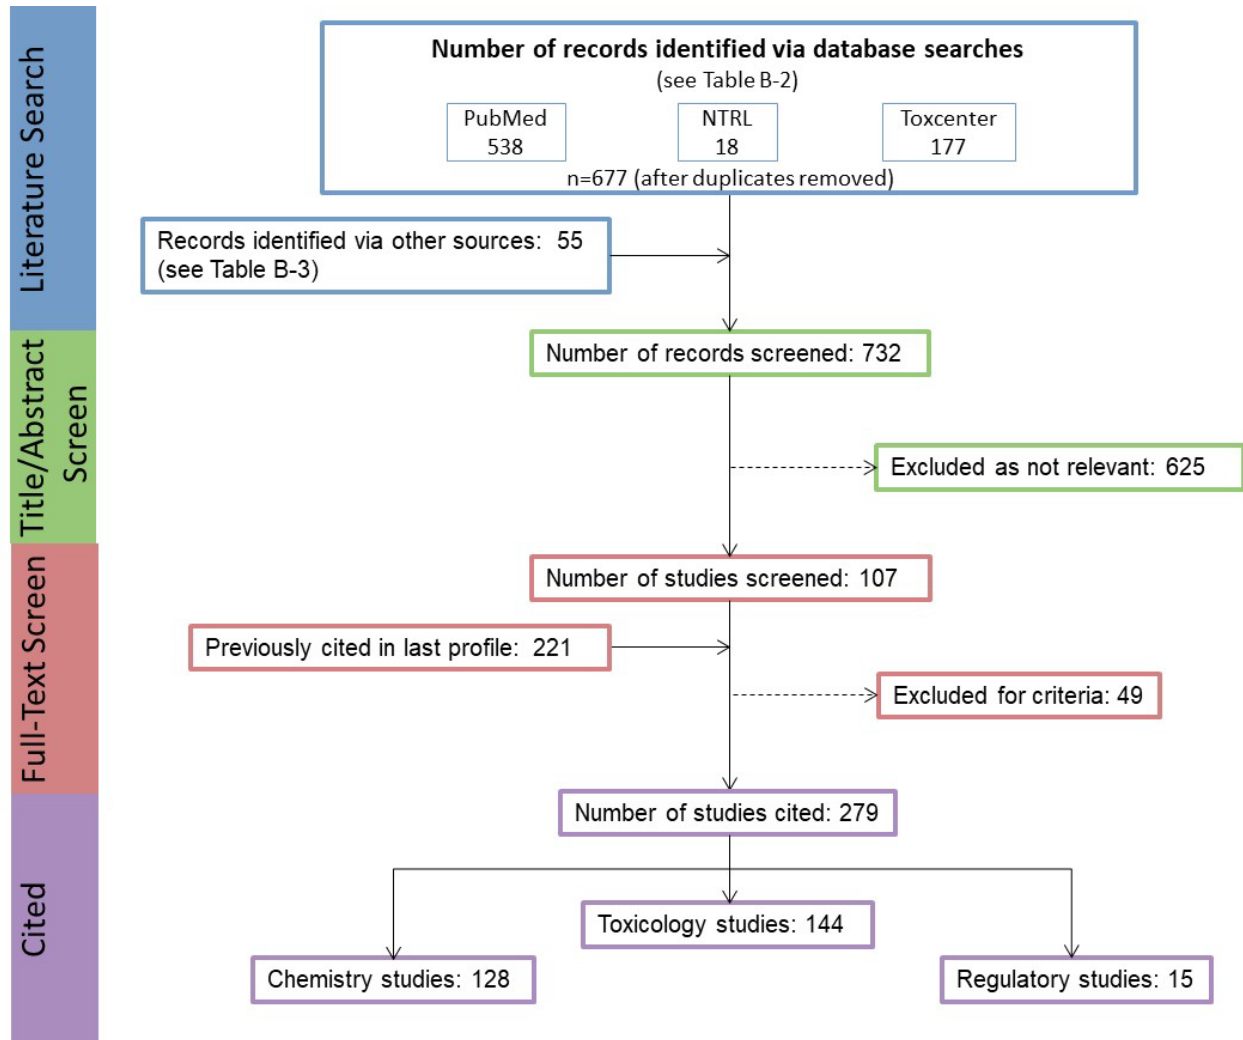 Literature Search
Number of records identified via database searches
(see Table B-2)
PubMed
538
NTRL
18
Toxcenter
177
n=677 (after duplicates removed)
Records identified via other sources: 55
(see Table B-3)
Title/Abstract
Screen
Number of records screened: 732
Excluded as not relevant: 625
Full-Text Screen
Number of studies screened: 107
Previously cited in last profile: 221
Excluded for criteria: 49
Cited
Number of studies cited: 279
Toxicology studies: 144
Chemistry studies: 128
Regulatory studies: 15